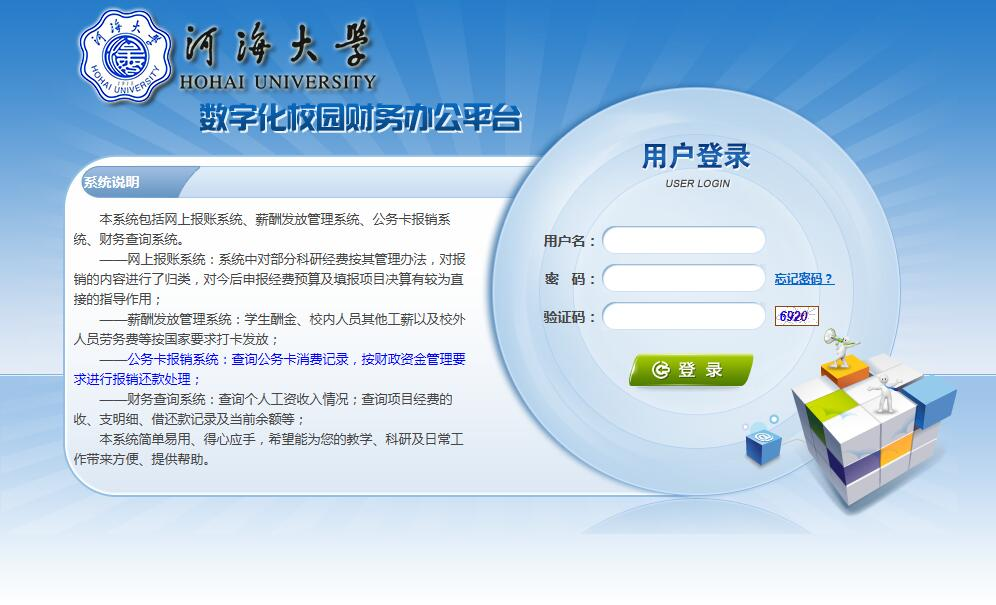 河海大学
HOHAI UNIVERSITY
河海大学
1915
HOHAI UNIVERSITY
数字化校园财务办公平台
系统说明
本系统包括网上报账系统、薪酬发放管理系统、公务卡报销系
统、财务查询系统。
——网上报账系统：系统中对部分科研经费按其管理办法，对报
销的内容进行了归类，对今后申报经费预算及填报项目决算有较为直
接的指导作用；
——薪酬发放管理系统：学生酬金、校内人员其他工薪以及校外
人员劳务费等按国家要求打卡发放；
——公务卡报销系统：查询公务卡消费记录，按财政资金管理要
求进行报销还款处理；
——财务查询系统：查询个人工资收入情况；查询项目经费的
收、支明细、借还款记录及当前余额等；
本系统简单易用、得心应手，希望能为您的教学、科研及日常工
作带来方便、提供帮助。
用户登录
USER LOGIN
用户名：
密 码：
忘记密码？
验证码：
6920
登 录